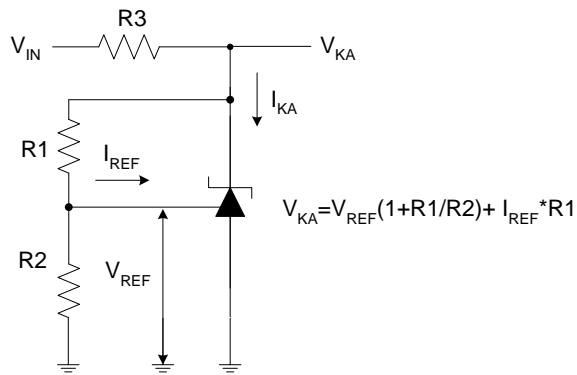 R3
V_IN
V_KA
I_KA
R1
I_REF
V_KA=V_REF(1+R1/R2)+ I_REF*R1
R2
V_REF